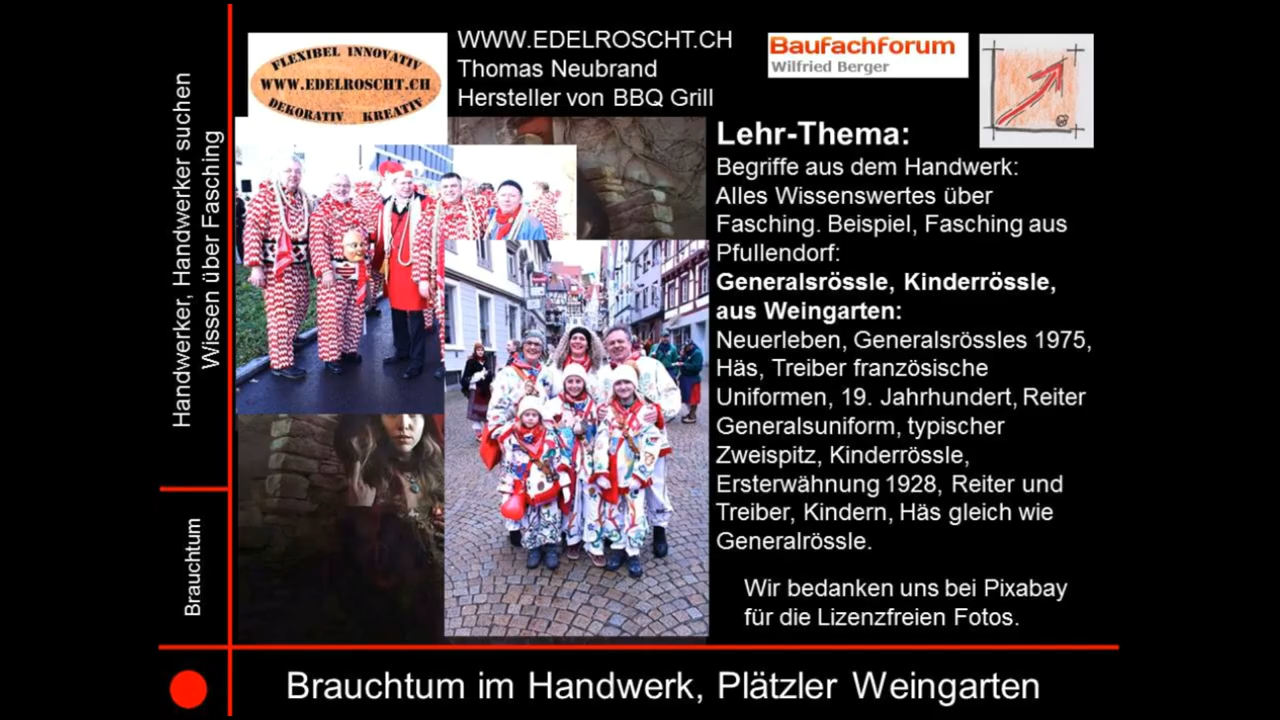 FLEXIBEL INNOVATIV
WWW.EDELROSCHT.CH
DEKORATIV KREATIV
WWW.EDELROSCHT.CH
Thomas Neubrand
Hersteller von BBQ Grill
Baufachforum
Wilfried Berger
Lehr-Thema:
Begriffe aus dem Handwerk:
Alles Wissenswertes über
Fasching. Beispiel, Fasching aus
Pfullendorf:
Generalsrössle, Kinderrössle,
aus Weingarten:
Neuerleben, Generalsrössles 1975,
Häs, Treiber französische
Uniformen, 19. Jahrhundert, Reiter
Generalsuniform, typischer
Zweispitz, Kinderrössle,
Ersterwähnung 1928, Reiter und
Treiber, Kindern, Häs gleich wie
Generalrössle.
Wir bedanken uns bei Pixabay
für die Lizenzfreien Fotos.
Handwerker, Handwerker suchen
Wissen über Fasching
Brauchtum
Brauchtum im Handwerk, Plätzler Weingarten